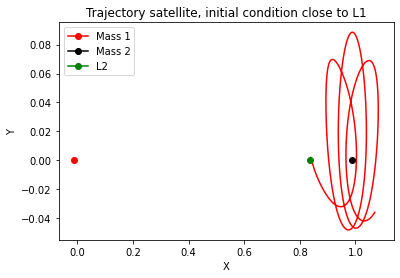 Trajectory satellite, initial condition close to L1
Mass 1
Mass 2
L2
0.08
0.06
0.04
0.02
0.00
−0.02
−0.04
Y
0.0
0.2
0.4
0.6
0.8
1.0
X